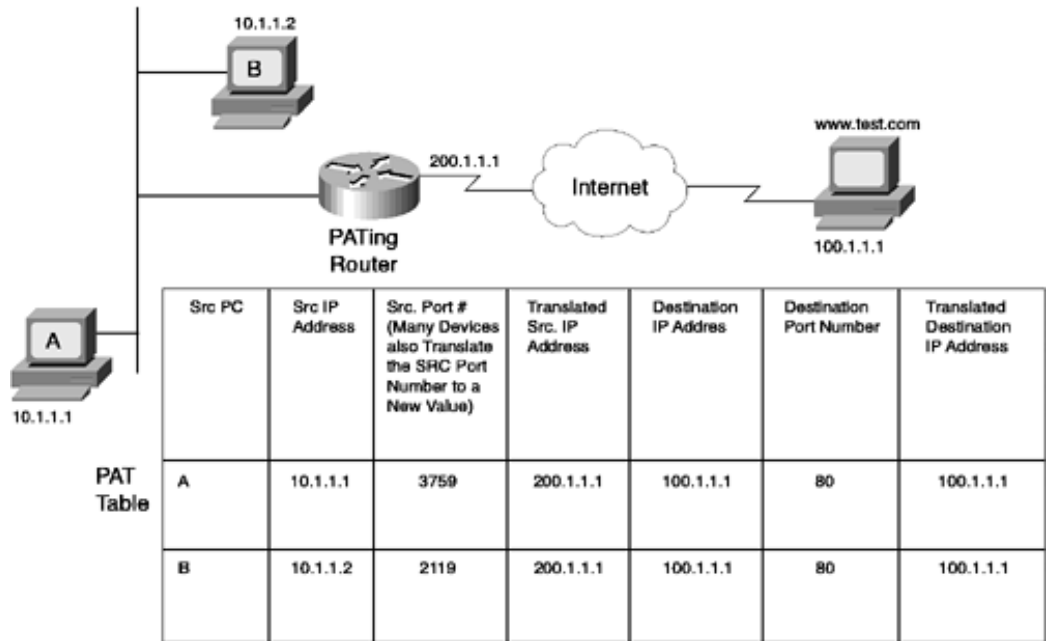 10.1.1.2
B
www.test.com
200.1.1.1
Internet
PATing
Router
100.1.1.1
A
10.1.1.1
PAT
Table
Src PC
Src IP
Address
Src. Port #
(Many Devices
also Translate
the SRC Port
Number to a
New Value)
Translated
Src. IP
Address
Destination
IP Addres
Destination
Port Number
Translated
Destination
IP Address
A 10.1.1.1 3759 200.1.1.1 100.1.1.1 80 100.1.1.1
B 10.1.1.2 2119 200.1.1.1 100.1.1.1 80 100.1.1.1